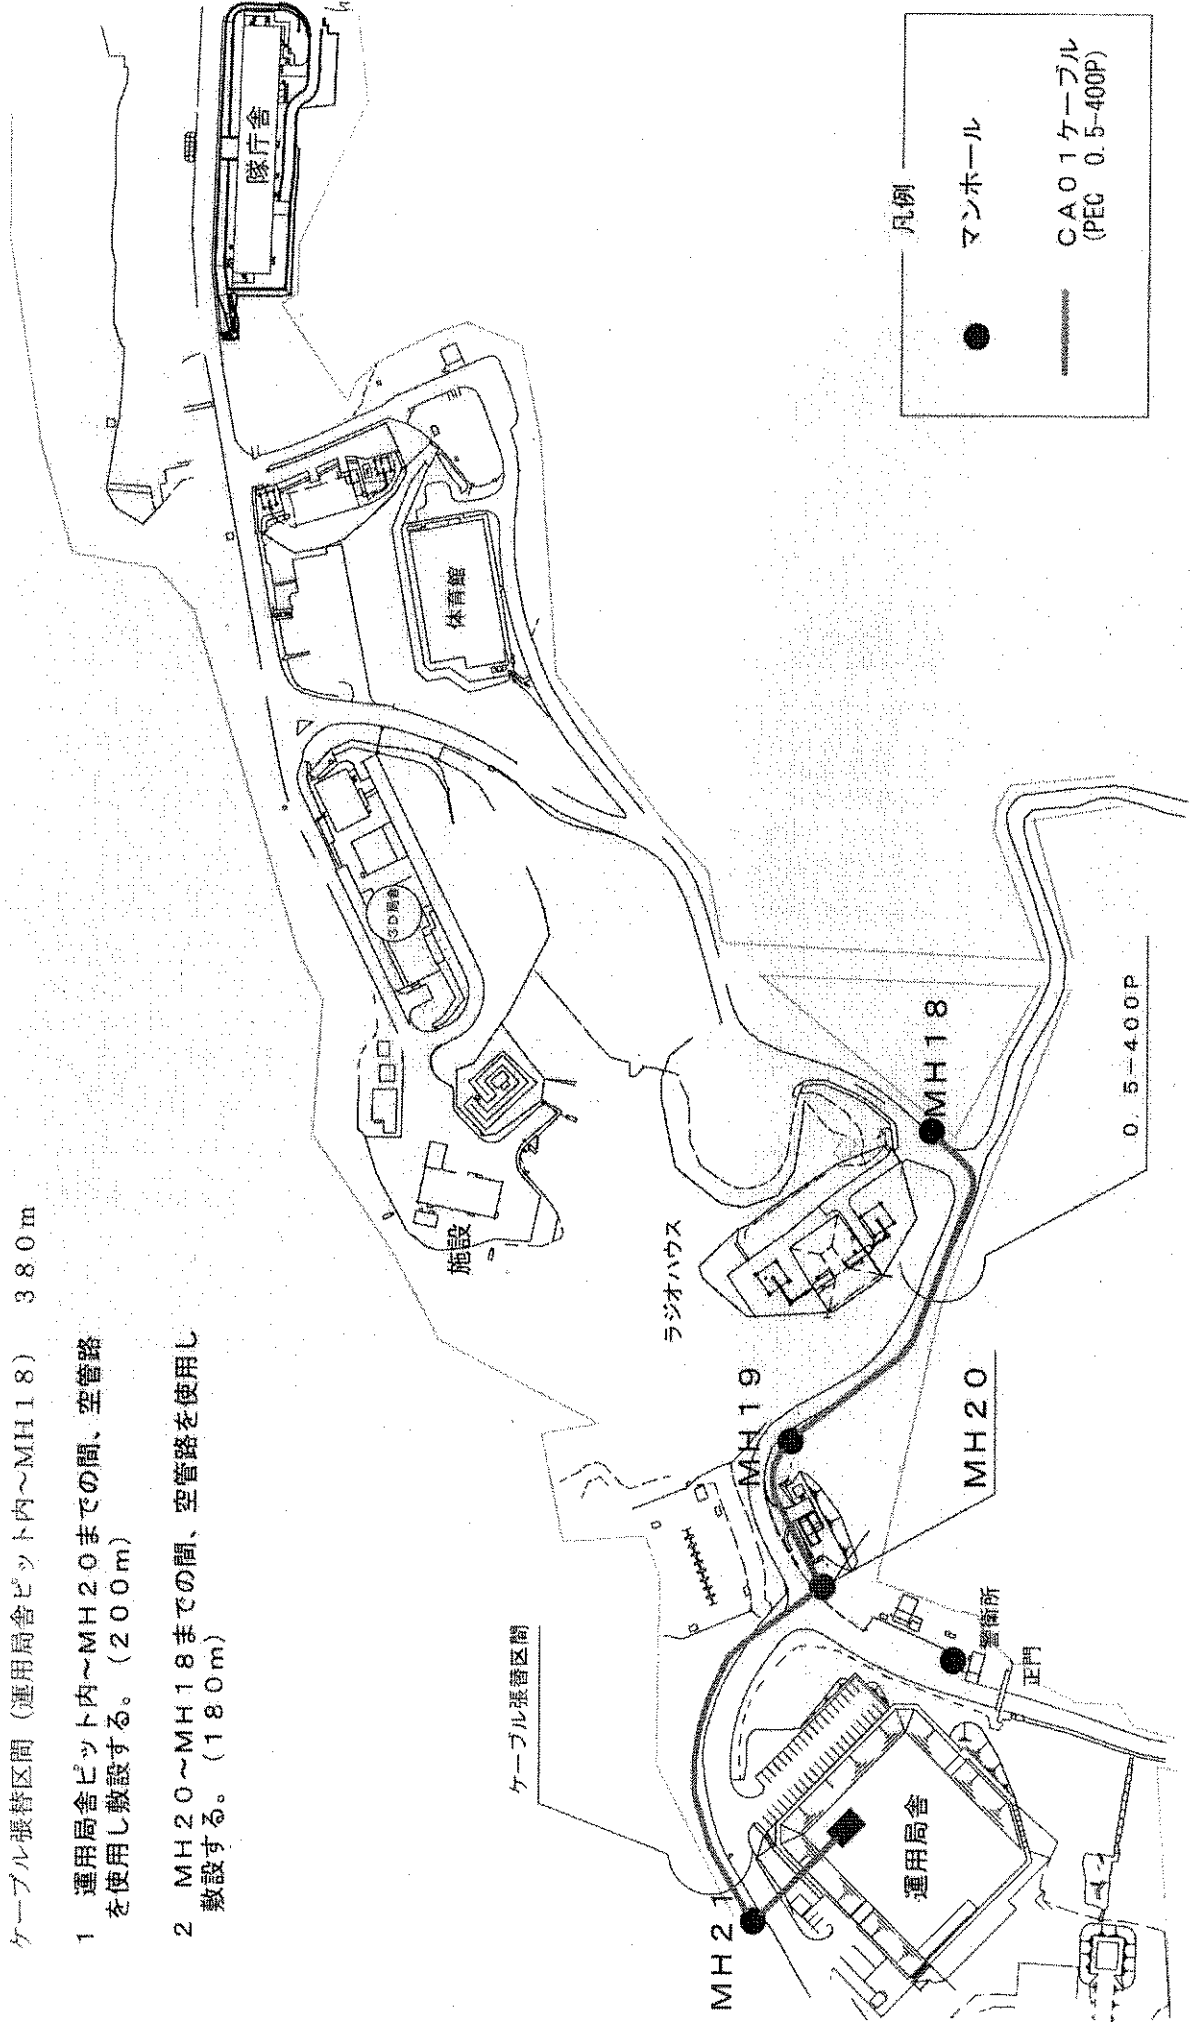 ケーブル張替区間（運用局舎ピット内～ＭＨ１８）　３８０ｍ
１　運用局舎ピット内～ＭＨ２０までの間、空管路
を使用し敷設する。（２００ｍ）
２　ＭＨ２０～ＭＨ１８までの間、空管路を使用し
敷設する。（１８０ｍ）
隊庁舎
体育館
３Ｄ局舎
施設
ラジオハウス
ケーブル張替区間
ＭＨ２１
ＭＨ１９
ＭＨ２０
ＭＨ１８
０．５−４００Ｐ
運用局舎
警衛所
正門
凡例
マンホール
ＣＡ０１ケーブル
(PEC 0.5-400P)